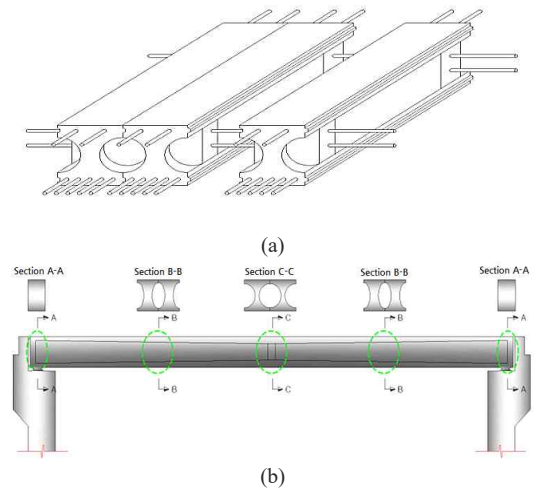 (a)
Section A-A Section B-B Section C-C Section B-B Section A-A
A B C B A
A B C B A
(b)